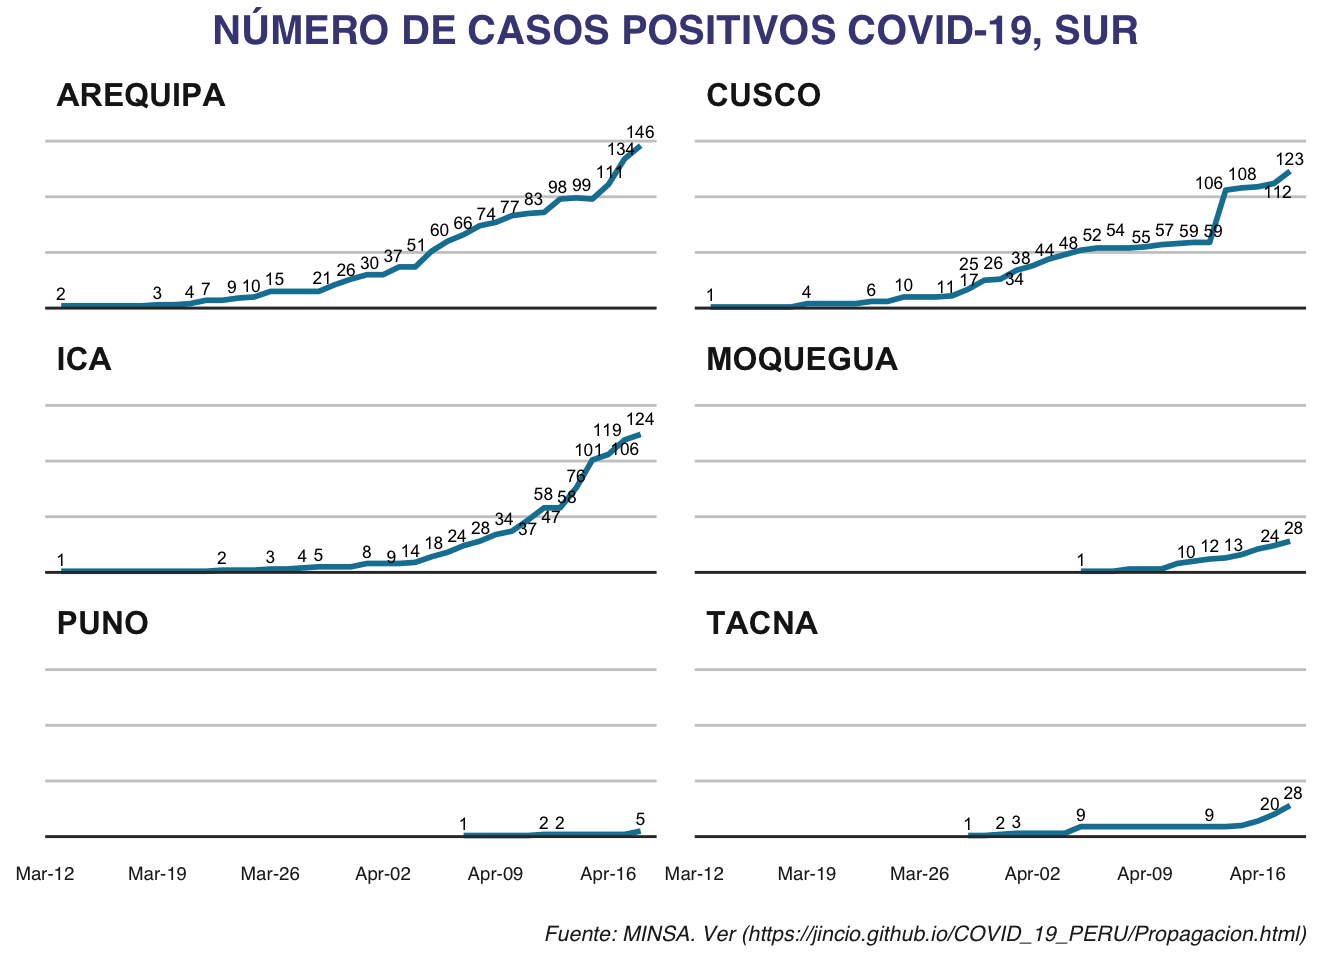 NÚMERO DE CASOS POSITIVOS COVID-19, SUR
AREQUIPA
2 3 4 7 9 10 15 21 26 30 37 51 60 66 74 77 83 98 99 111 134 146
CUSCO
1 4 6 10 11 17 25 26 34 38 44 48 52 54 55 57 59 59 106 108 112 123
ICA
1 2 3 4 5 8 9 14 18 24 28 34 37 47 58 58 76 101 106 119 124
MOQUEGUA
1 10 12 13 24 28
PUNO
1 2 2 5
TACNA
1 2 3 9 9 20 28
Mar-12 Mar-19 Mar-26 Apr-02 Apr-09 Apr-16 Mar-12 Mar-19 Mar-26 Apr-02 Apr-09 Apr-16
Fuente: MINSA. Ver (https://jincio.github.io/COVID_19_PERU/Propagacion.html)